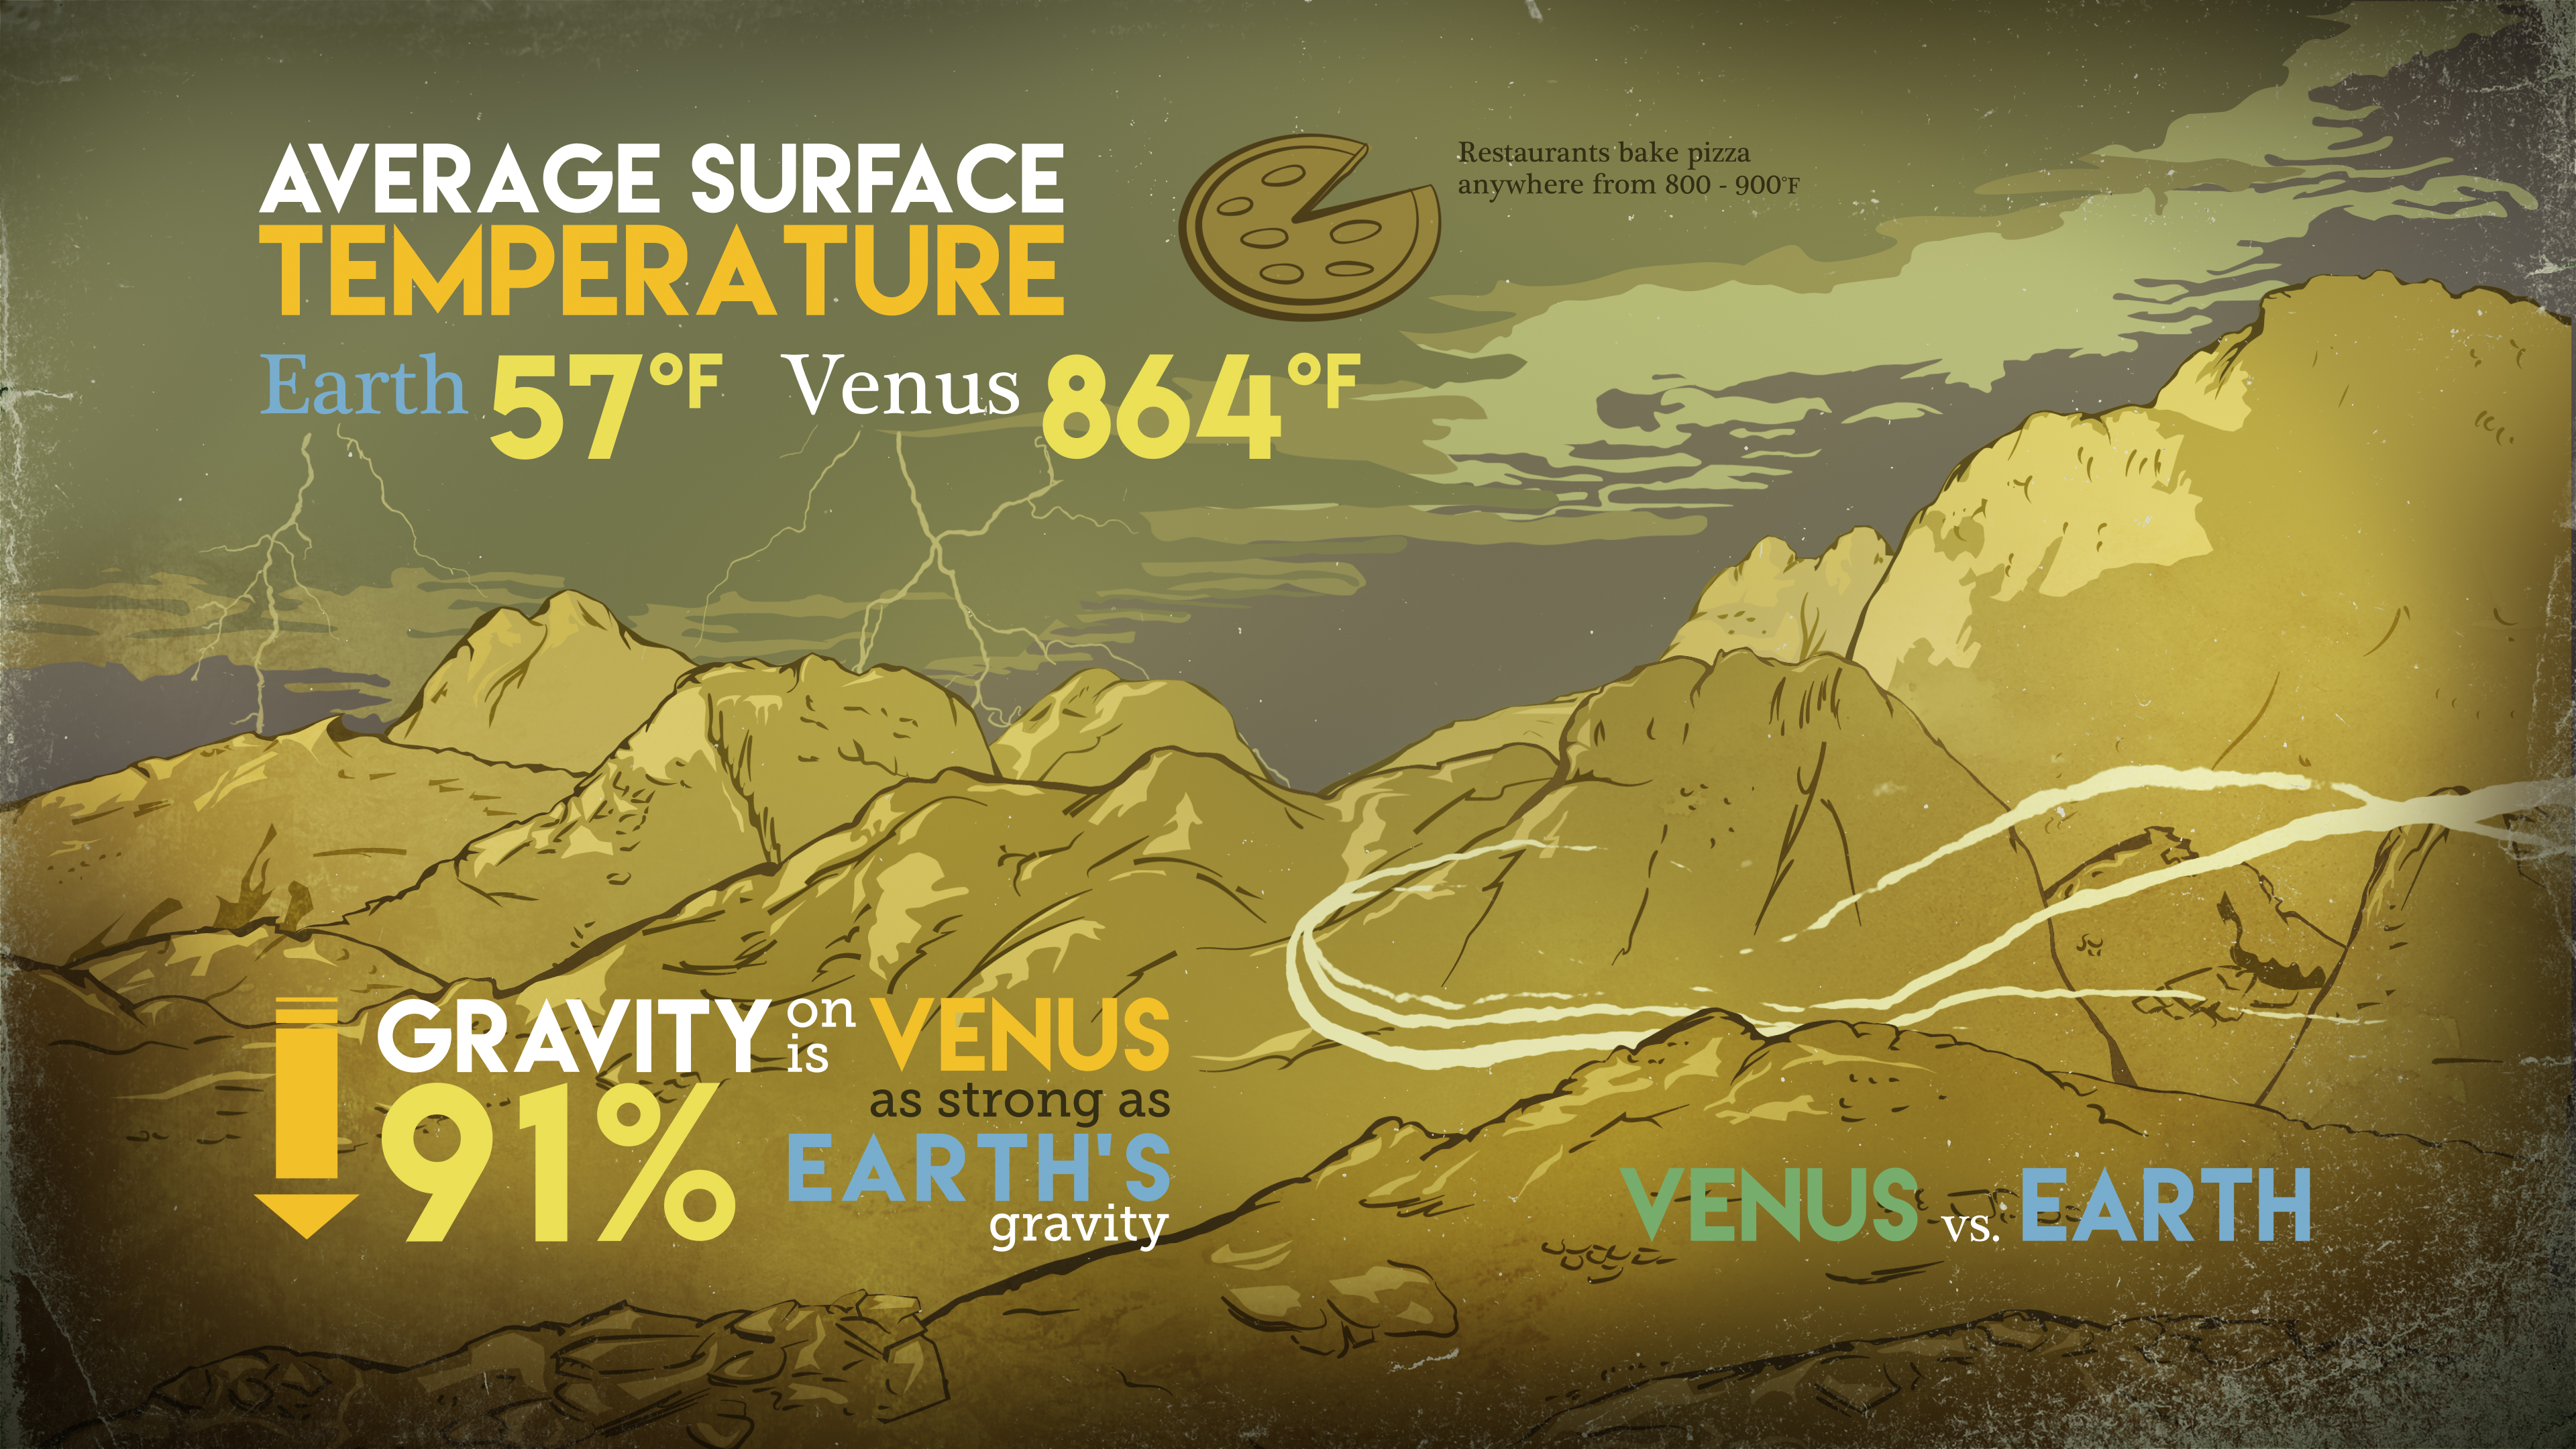 AVERAGE SURFACE
TEMPERATURE
Earth 57°F Venus 864°F
Restaurants bake pizza
anywhere from 800 - 900°F
GRAVITY on is VENUS
91% as strong as
EARTH'S
gravity
VENUS vs. EARTH